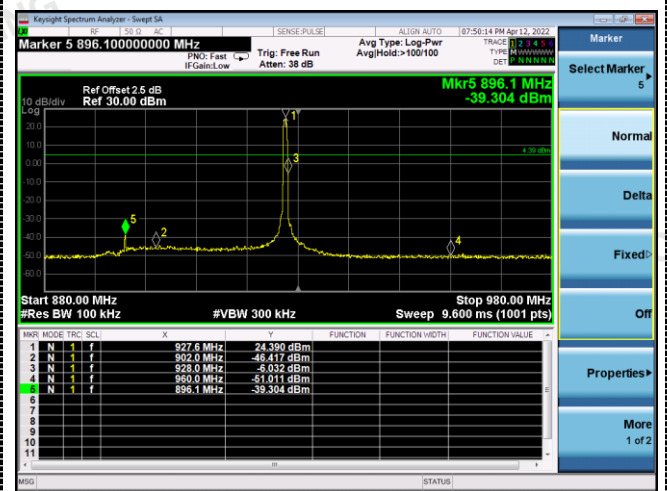 Keysight Spectrum Analyzer - Swept SA
LXI RF 50 Ω AC SENSE:PULSE ALIGN AUTO 07:50:14 PM Apr 12, 2022
Marker 5 896.100000000 MHz
PNO: Fast
IFGain:Low
Trig: Free Run
Atten: 38 dB
Avg Type: Log-Pwr
Avg|Hold:>100/100
TRACE 1 2 3 4 5 6
TYPE M WWWWW
DET P N N N N N
Mkr5 896.1 MHz
-39.304 dBm
Ref Offset 2.5 dB
10 dB/div Ref 30.00 dBm
Log
20.0
10.0
0.00
-10.0
-20.0
-30.0
-40.0
-50.0
-60.0
1
4.39 dBm
3
5
2
4
Start 880.00 MHz Stop 980.00 MHz
#Res BW 100 kHz #VBW 300 kHz Sweep 9.600 ms (1001 pts)
MKR MODE TRC SCL X Y FUNCTION FUNCTION WIDTH FUNCTION VALUE
1 N 1 f 927.6 MHz 24.390 dBm
2 N 1 f 902.0 MHz -46.417 dBm
3 N 1 f 928.0 MHz -6.032 dBm
4 N 1 f 960.0 MHz -51.011 dBm
5 N 1 f 896.1 MHz -39.304 dBm
6
7
8
9
10
11
MSG STATUS
Marker
Select Marker
5
Normal
Delta
Fixed
Off
Properties
More
1 of 2